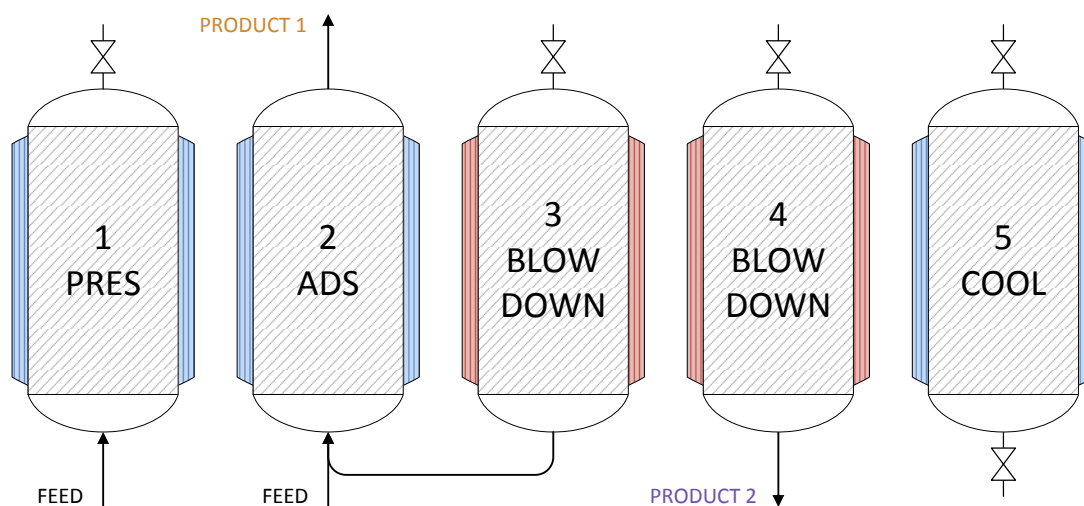 PRODUCT 1
1
PRES
2
ADS
3
BLOW
DOWN
4
BLOW
DOWN
5
COOL
FEED
FEED
PRODUCT 2